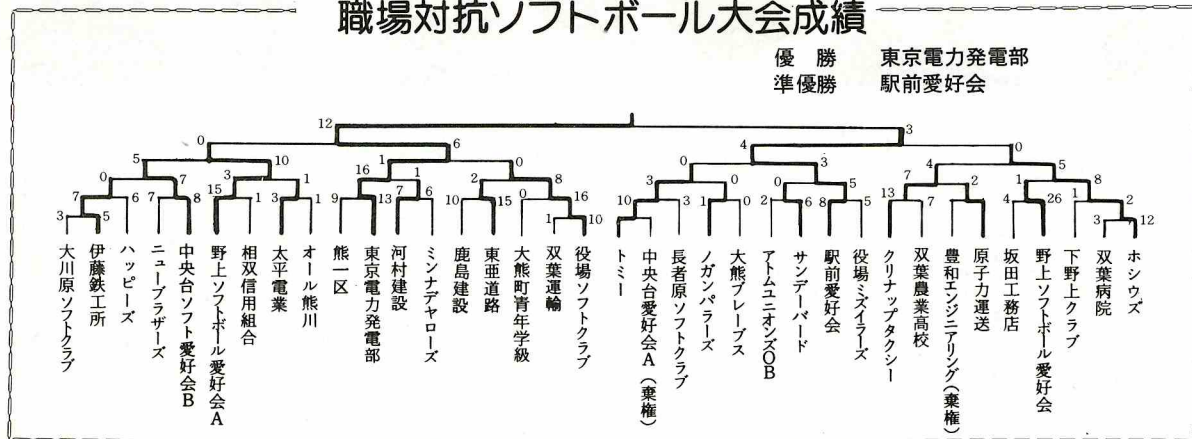 職場対抗ソフトボール大会成績
優勝 東京電力発電部
準優勝 駅前愛好会
12 3
0 6 4 0
5 10 1 0 0 3 4 5
0 7 3 1 16 1 2 8 3 0 0 5 7 2 1 8
7 6 7 8 15 1 3 1 9 13 7 6 10 15 0 16 10 3 1 2 2 6 8 5 13 7 4 26 1 2
3 5 1 10 3 12
大川原ソフトクラブ
伊藤鉄工所
ハッピーズ
ニューブラザーズ
中央台ソフト愛好会B
野上ソフトボール愛好会A
相双信用組合
太平電業
オール熊川
熊一区
東京電力発電部
河村建設
ミンナデヤローズ
鹿島建設
東亜道路
大熊町青年学級
双葉運輸
役場ソフトクラブ
トミー
中央台愛好会A(棄権)
長者原ソフトクラブ
ノガンパラーズ
大熊ブレーブス
アトムユニオンズOB
サンデーバード
駅前愛好会
役場ミズイラーズ
クリナップタクシー
双葉農業高校
豊和エンジニアリング(棄権)
原子力運送
坂田工務店
野上ソフトボール愛好会
下野上クラブ
双葉病院
ホシウズ